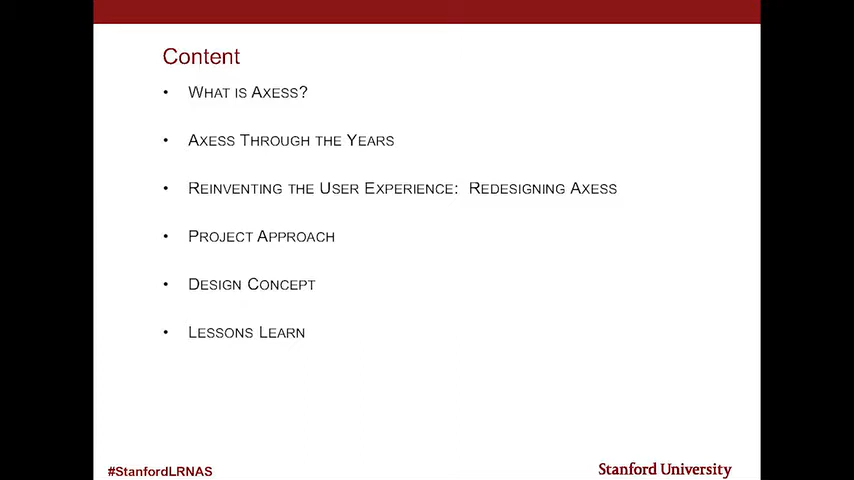 Content
• What is Axess?
• Axess Through the Years
• Reinventing the User Experience: Redesigning Axess
• Project Approach
• Design Concept
• Lessons Learn
#StanfordLRNAS
Stanford University